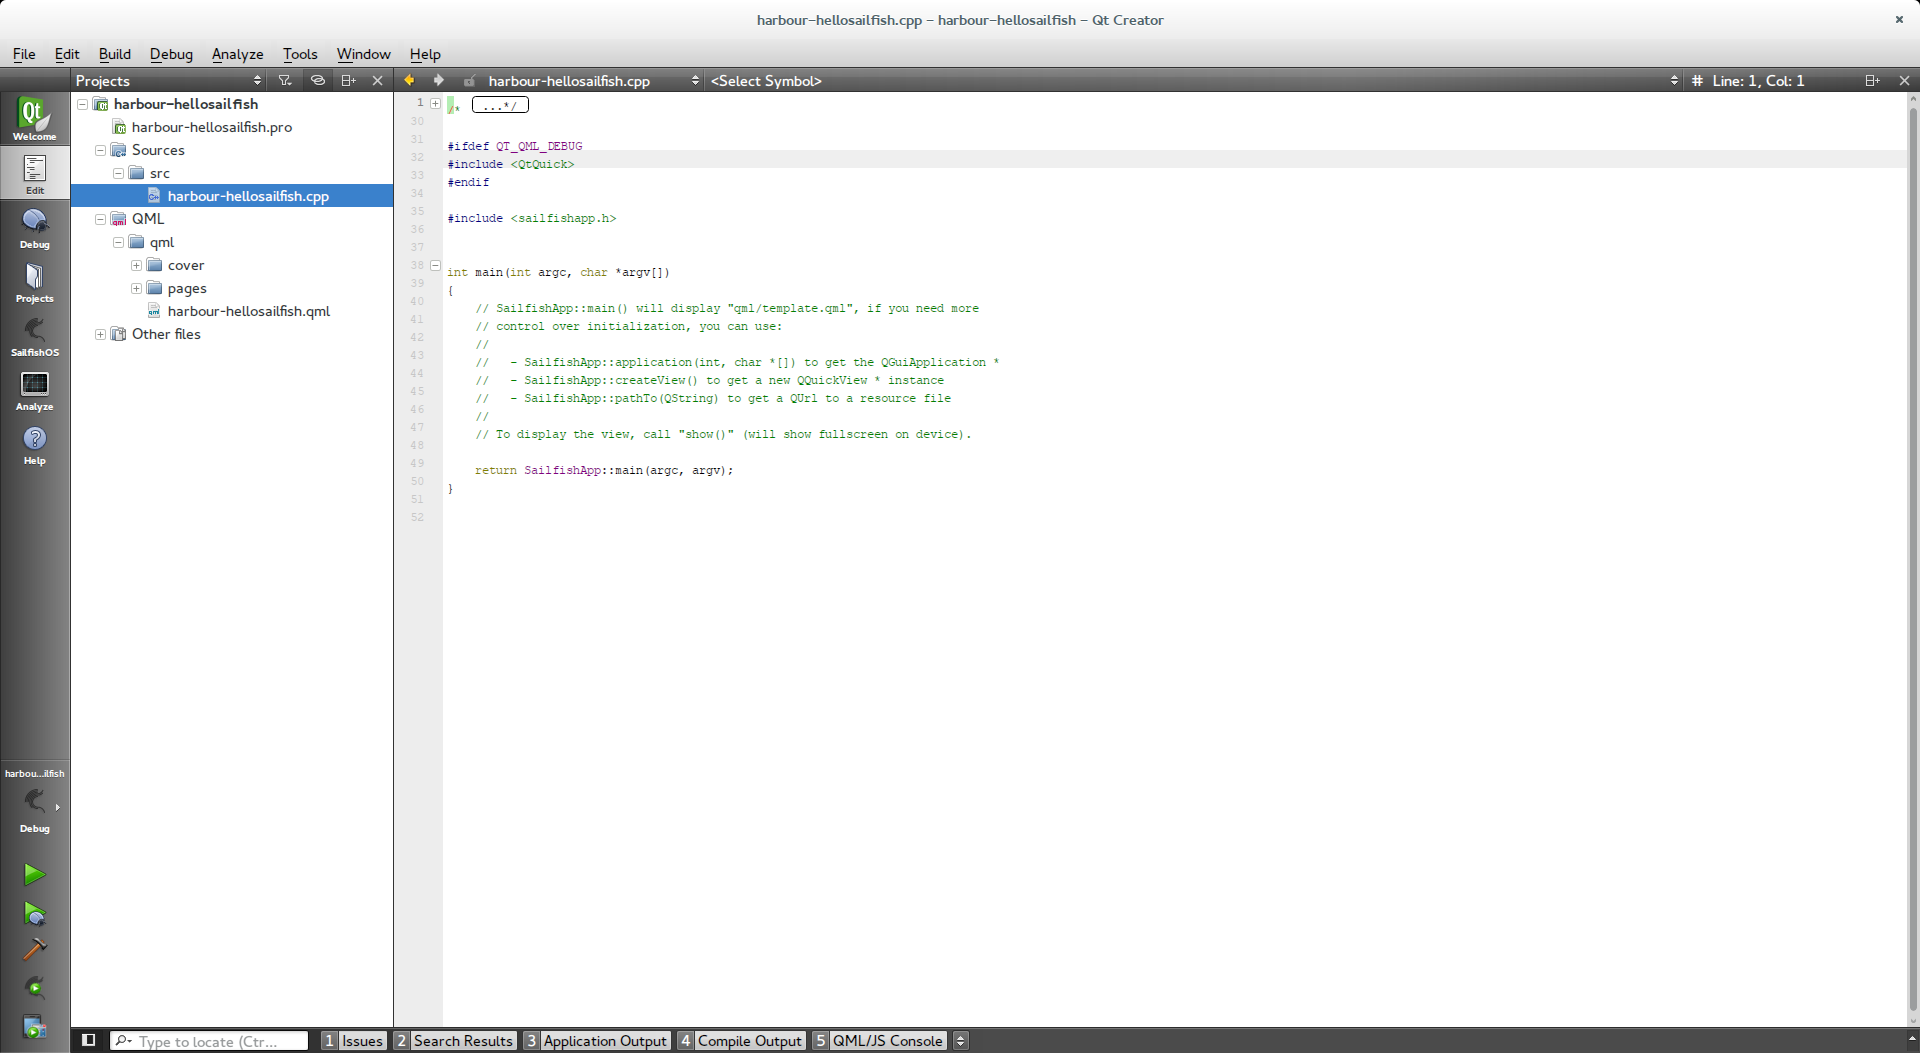 harbour-hellosailfish.cpp - harbour-hellosailfish - Qt Creator
File Edit Build Debug Analyze Tools Window Help
Projects
harbour-hellosailfish.cpp
<Select Symbol>
# Line: 1, Col: 1
Welcome
Edit
Debug
Projects
SailfishOS
Analyze
Help
harbou...ilfish
Debug
harbour-hellosailfish
harbour-hellosailfish.pro
Sources
src
harbour-hellosailfish.cpp
QML
qml
cover
pages
harbour-hellosailfish.qml
Other files
1 /* ...*/
30
31 #ifdef QT_QML_DEBUG
32 #include <QtQuick>
33 #endif
34
35 #include <sailfishapp.h>
36
37
38 int main(int argc, char *argv[])
39 {
40 // SailfishApp::main() will display "qml/template.qml", if you need more
41 // control over initialization, you can use:
42 //
43 //   - SailfishApp::application(int, char *[]) to get the QGuiApplication *
44 //   - SailfishApp::createView() to get a new QQuickView * instance
45 //   - SailfishApp::pathTo(QString) to get a QUrl to a resource file
46 //
47 // To display the view, call "show()" (will show fullscreen on device).
48
49 return SailfishApp::main(argc, argv);
50 }
51
52
Type to locate (Ctr...
1 Issues 2 Search Results 3 Application Output 4 Compile Output 5 QML/JS Console